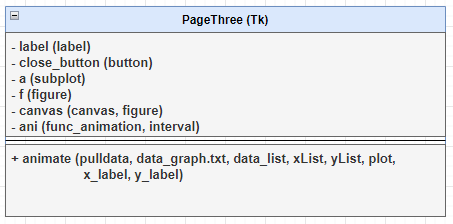 PageThree (Tk)
- label (label)
- close_button (button)
- a (subplot)
- f (figure)
- canvas (canvas, figure)
- ani (func_animation, interval)
+ animate (pulldata, data_graph.txt, data_list, xList, yList, plot,
x_label, y_label)